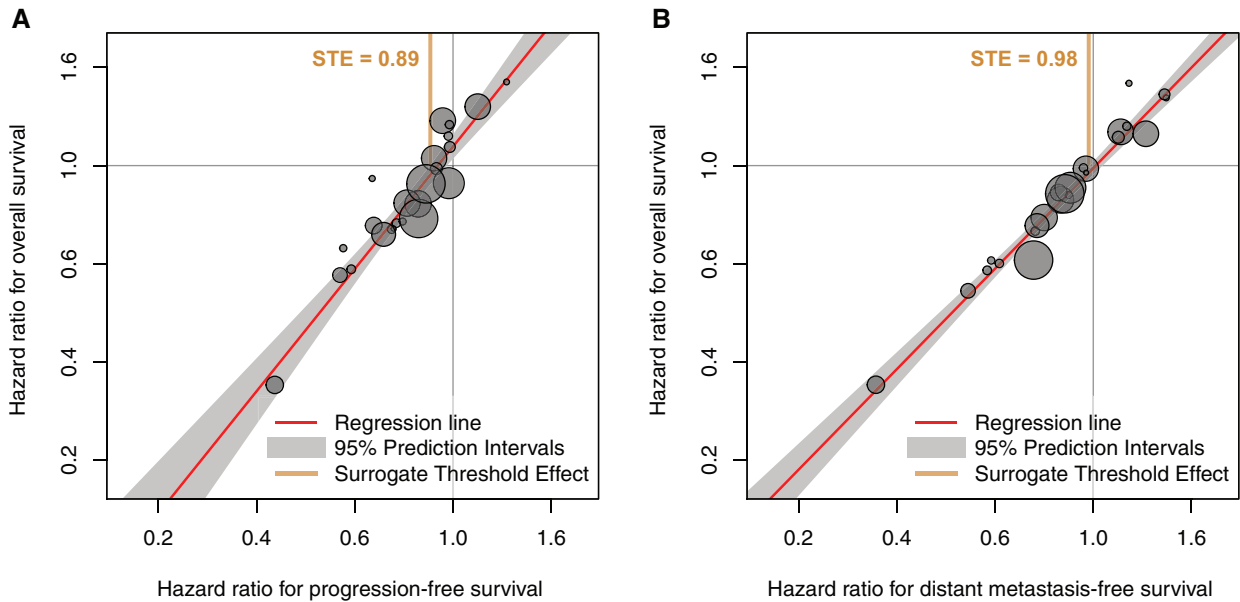 A
STE = 0.89
Hazard ratio for overall survival
1.6
1.0
0.6
0.4
0.2
Regression line
95% Prediction Intervals
Surrogate Threshold Effect
0.2 0.4 0.6 1.0 1.6
Hazard ratio for progression-free survival
B
STE = 0.98
Hazard ratio for overall survival
1.6
1.0
0.6
0.4
0.2
Regression line
95% Prediction Intervals
Surrogate Threshold Effect
0.2 0.4 0.6 1.0 1.6
Hazard ratio for distant metastasis-free survival